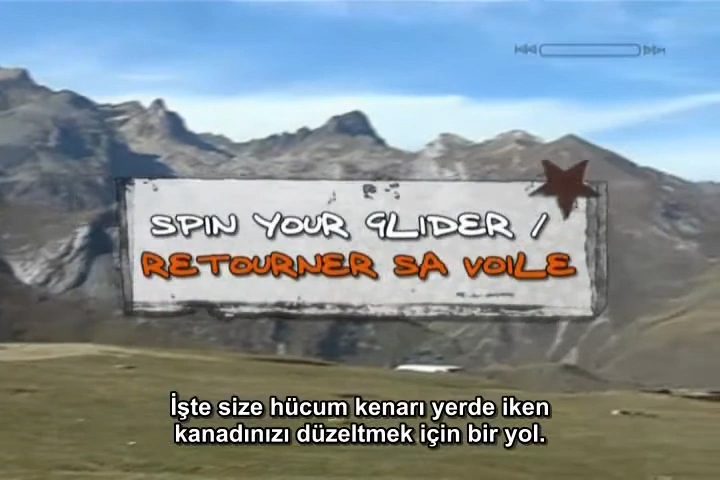 SPIN YOUR GLIDER /
RETOURNER SA VOILE
İşte size hücum kenarı yerde iken
kanadınızı düzeltmek için bir yol.